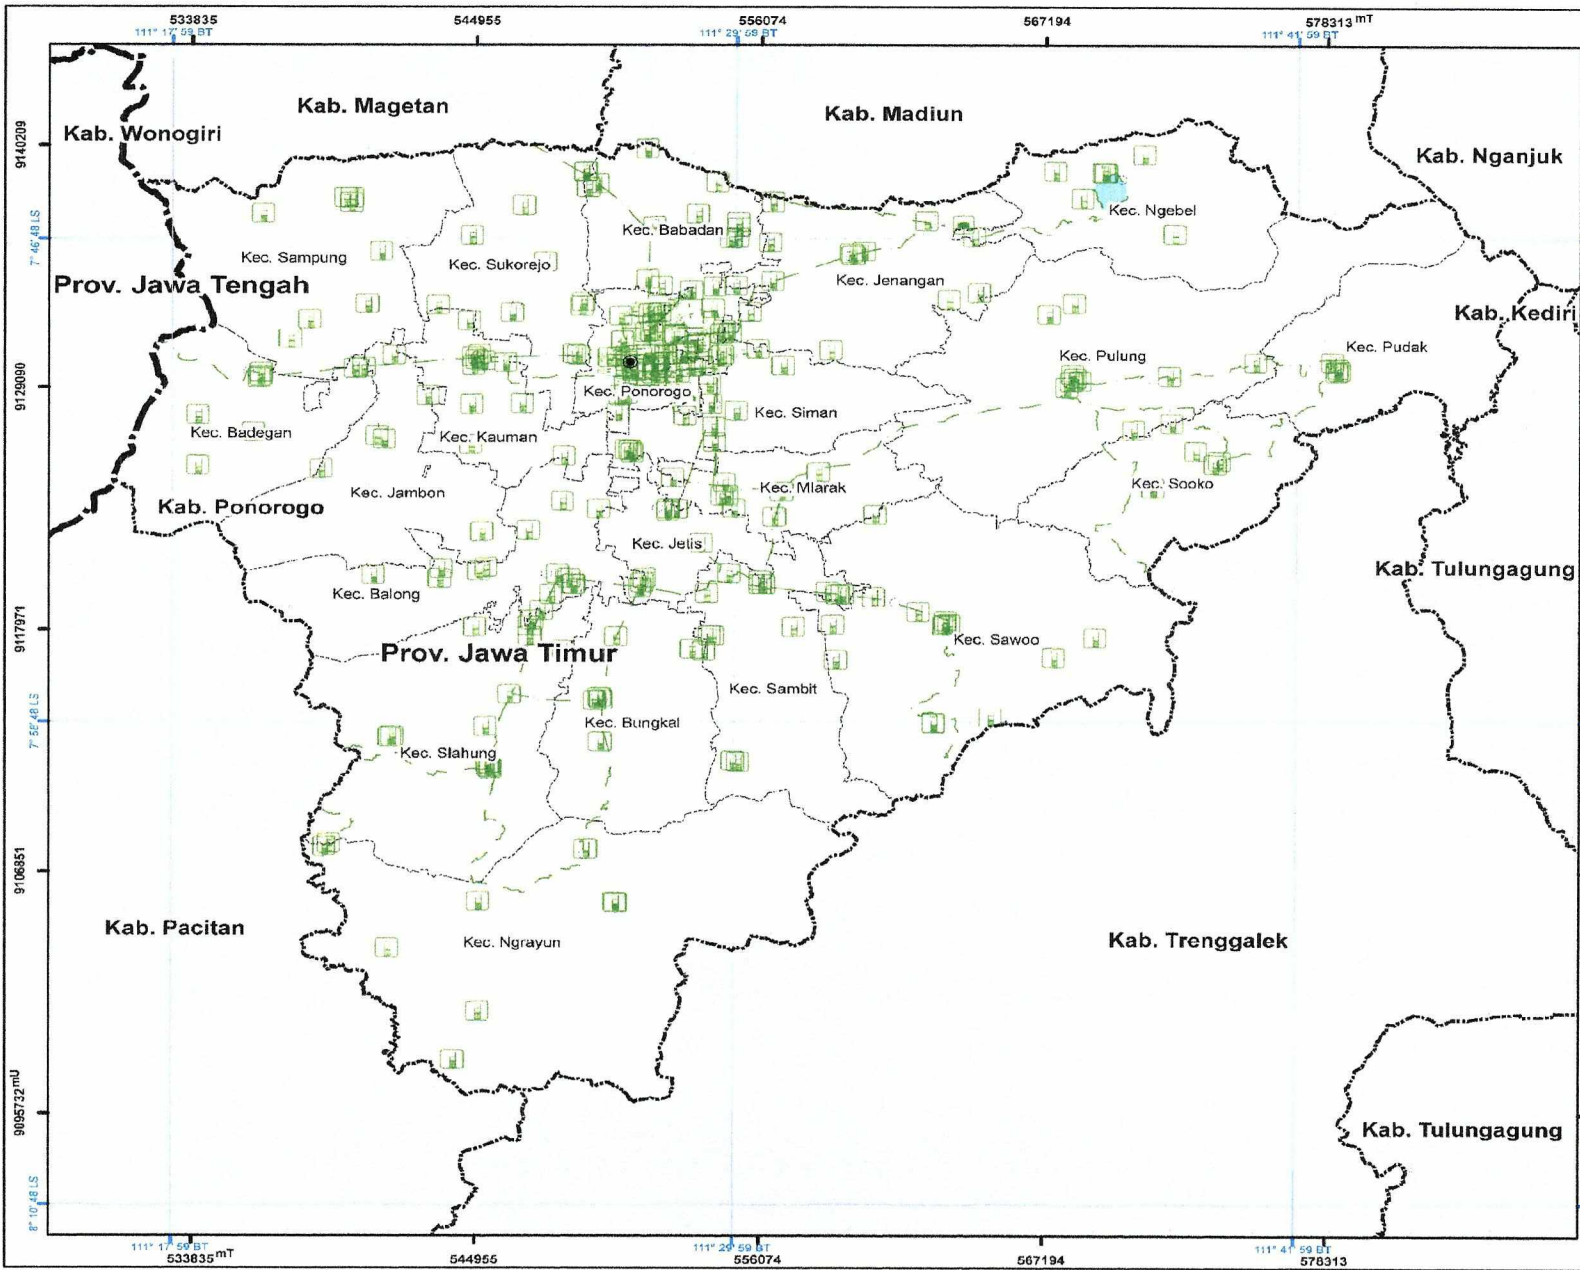 533835
544955
556074
567194
578313 mT
111° 17' 59 BT
111° 29' 59 BT
111° 41' 59 BT
Kab. Magetan
Kab. Madiun
Kab. Wonogiri
9140209
Kab. Nganjuk
Kec. Ngebel
Kec. Babadan
7° 46' 48 LS
Kec. Sampung
Kec. Sukorejo
Kec. Jenangan
Prov. Jawa Tengah
Kab. Kediri
Kec. Pudak
Kec. Pulung
9129090
Kec. Ponorogo
Kec. Siman
Kec. Badegan
Kec. Kauman
Kec. Sooko
Kec. Mlarak
Kec. Jambon
Kab. Ponorogo
Kec. Jetis
Kab. Tulungagung
Kec. Balong
9117971
Kec. Sawoo
Prov. Jawa Timur
Kec. Sambit
7° 58' 48 LS
Kec. Bungkal
Kec. Slahung
9106851
Kab. Pacitan
Kec. Ngrayun
Kab. Trenggalek
9095732 mU
Kab. Tulungagung
8° 10' 48 LS
111° 17' 59 BT
111° 29' 59 BT
111° 41' 59 BT
533835 mT
544955
556074
567194
578313